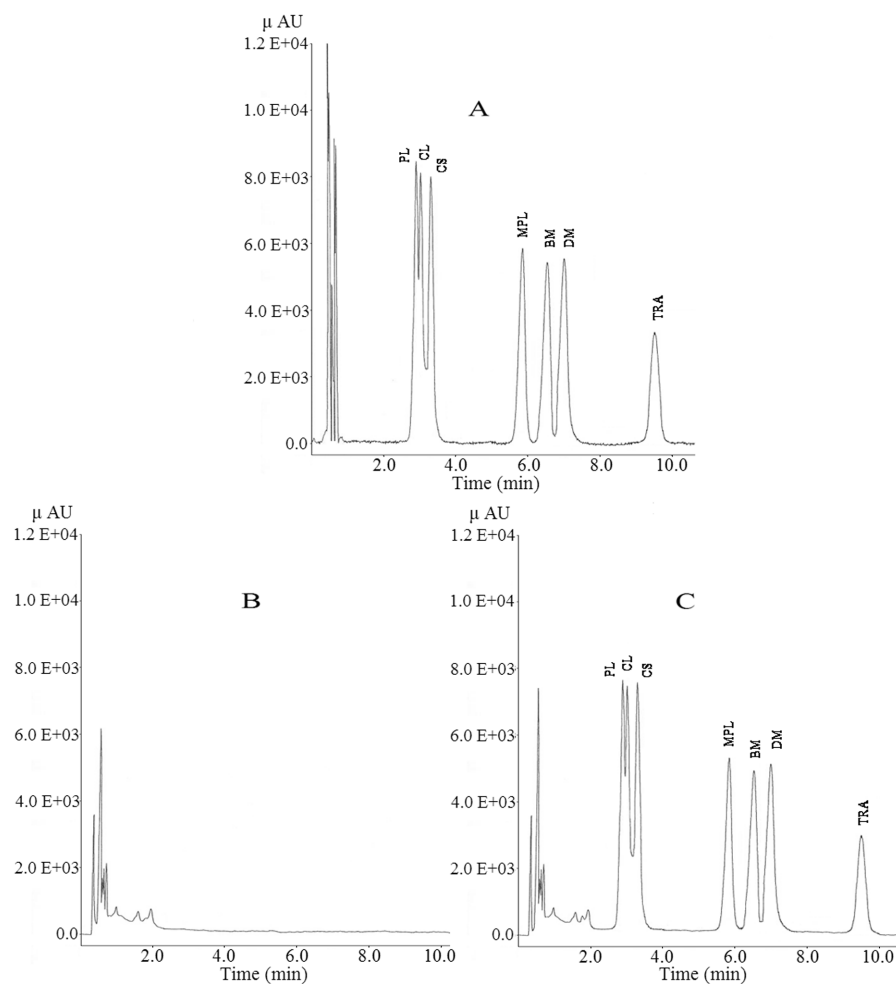 µ AU
1.2 E+04
A
1.0 E+04
PL CL CS
8.0 E+03
MPL BM DM
6.0 E+03
TRA
4.0 E+03
2.0 E+03
0.0
2.0 4.0 6.0 8.0 10.0
Time (min)
µ AU
1.2 E+04
B
1.0 E+04
8.0 E+03
6.0 E+03
4.0 E+03
2.0 E+03
0.0
2.0 4.0 6.0 8.0 10.0
Time (min)
µ AU
1.2 E+04
C
1.0 E+04
PL CL CS
8.0 E+03
MPL BM DM
6.0 E+03
TRA
4.0 E+03
2.0 E+03
0.0
2.0 4.0 6.0 8.0 10.0
Time (min)